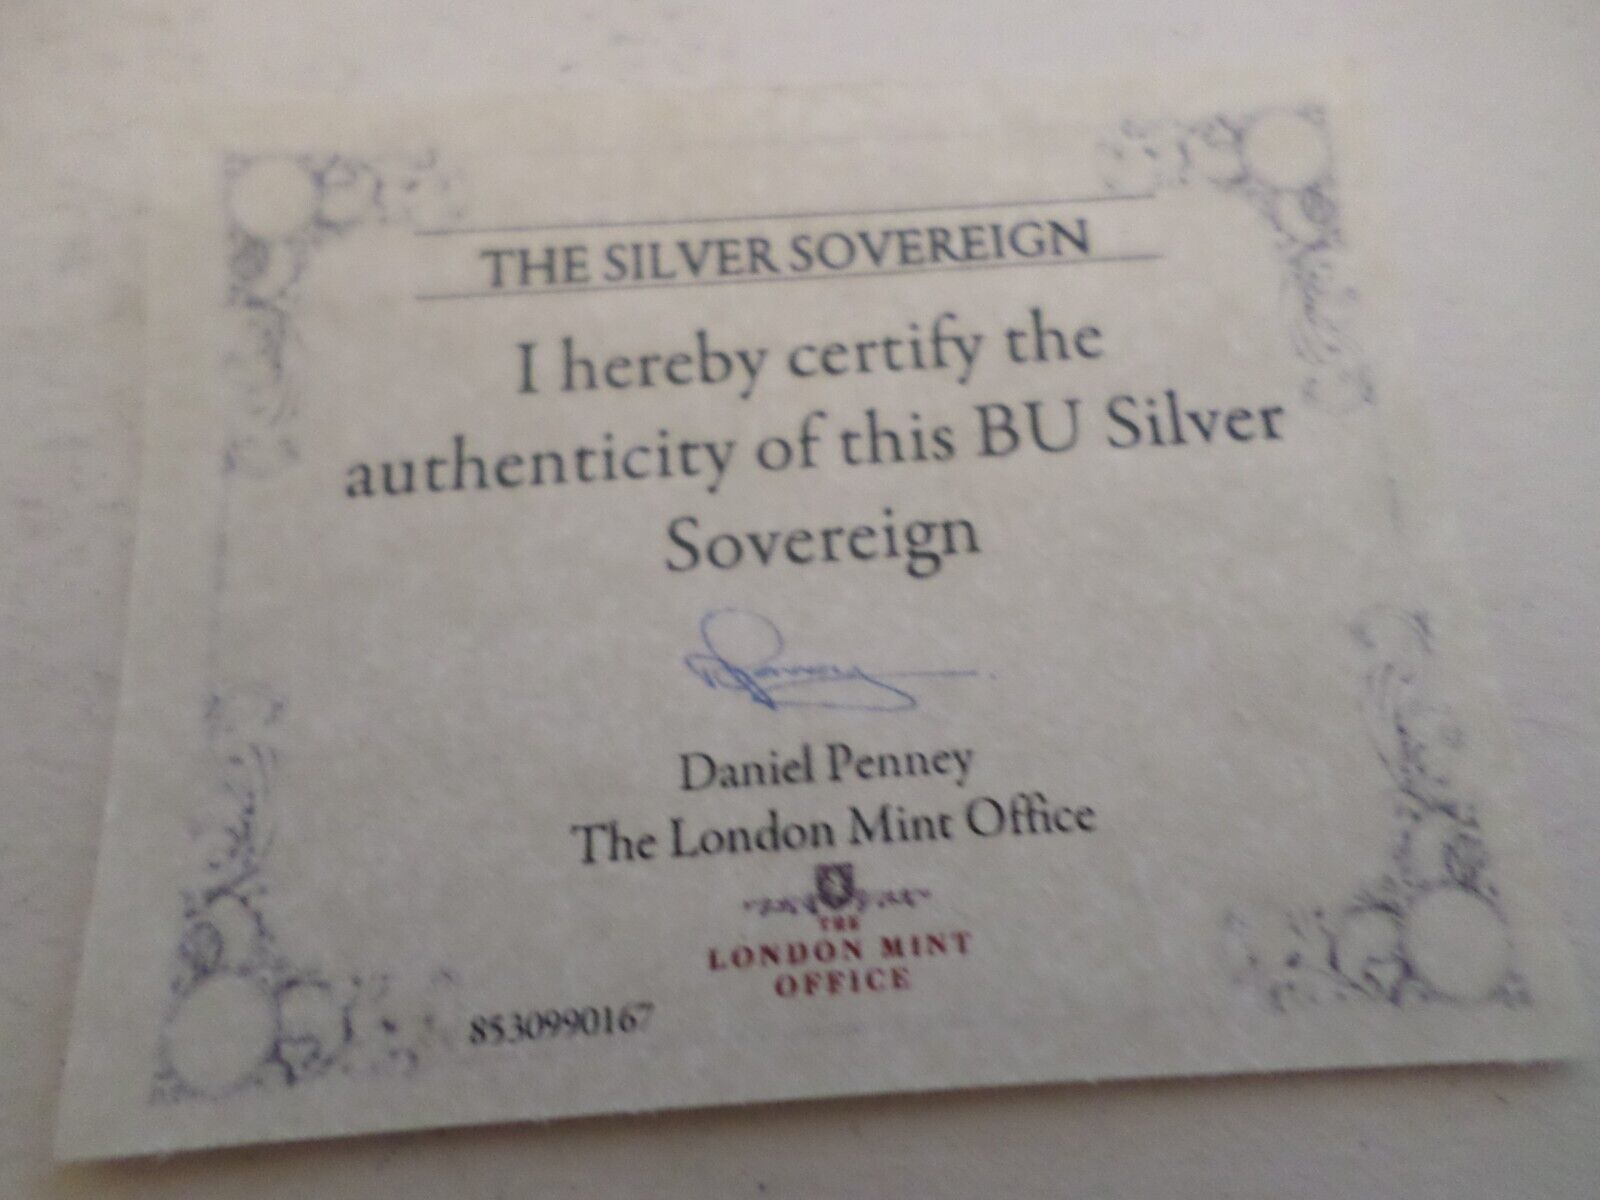 THE SILVER SOVEREIGN
I hereby certify the
authenticity of this BU Silver
Sovereign
Daniel Penney
The London Mint Office
THE
LONDON MINT
OFFICE
8530990167